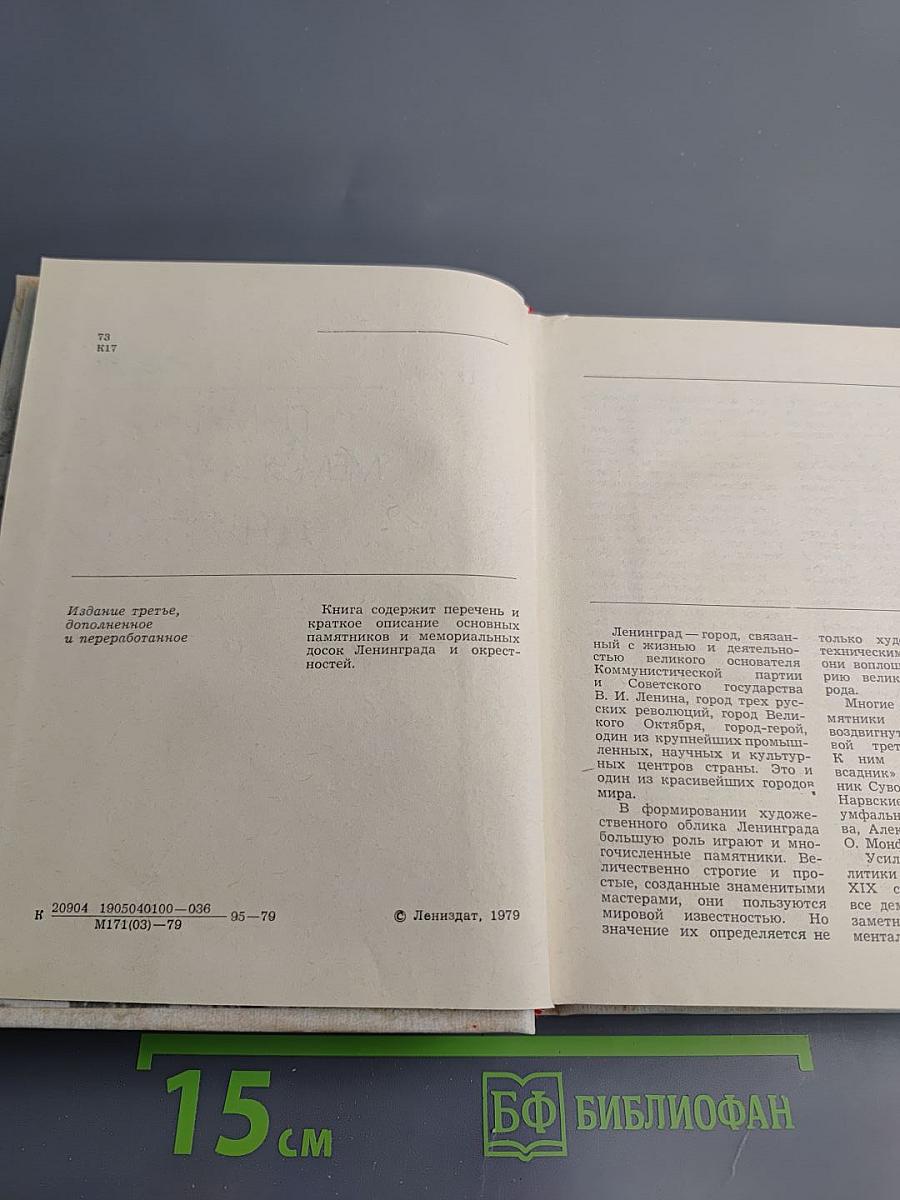 73
К17
Издание третье,
дополненное
и переработанное
Книга содержит перечень и
краткое описание основных
памятников и мемориальных
досок Ленинграда и окрест-
ностей.
К 20904 1905040100—036 95—79
М171(03)—79
© Лениздат, 1979
Ленинград — город, связан-
ный с жизнью и деятельно-
стью великого основателя
Коммунистической партии
и Советского государства
В. И. Ленина, город трех рус-
ских революций, город Вели-
кого Октября, город-герой,
один из крупнейших промыш-
ленных, научных и культур-
ных центров страны. Это и
один из красивейших городов
мира.
В формировании художе-
ственного облика Ленинграда
большую роль играют и мно-
гочисленные памятники. Ве-
личественно строгие и про-
стые, созданные знаменитыми
мастерами, они пользуются
мировой известностью. Но
значение их определяется не
только худо
техническим
они воплощ
рию велик
рода.
Многие
мятники
воздвигнут
вой трет
К ним
всадник»
ник Суво
Нарвские
умфальн
ва, Алек
О. Монф
Усил
литики
XIX с
все дем
заметн
ментал
15 см
БФ БИБЛИОФАН